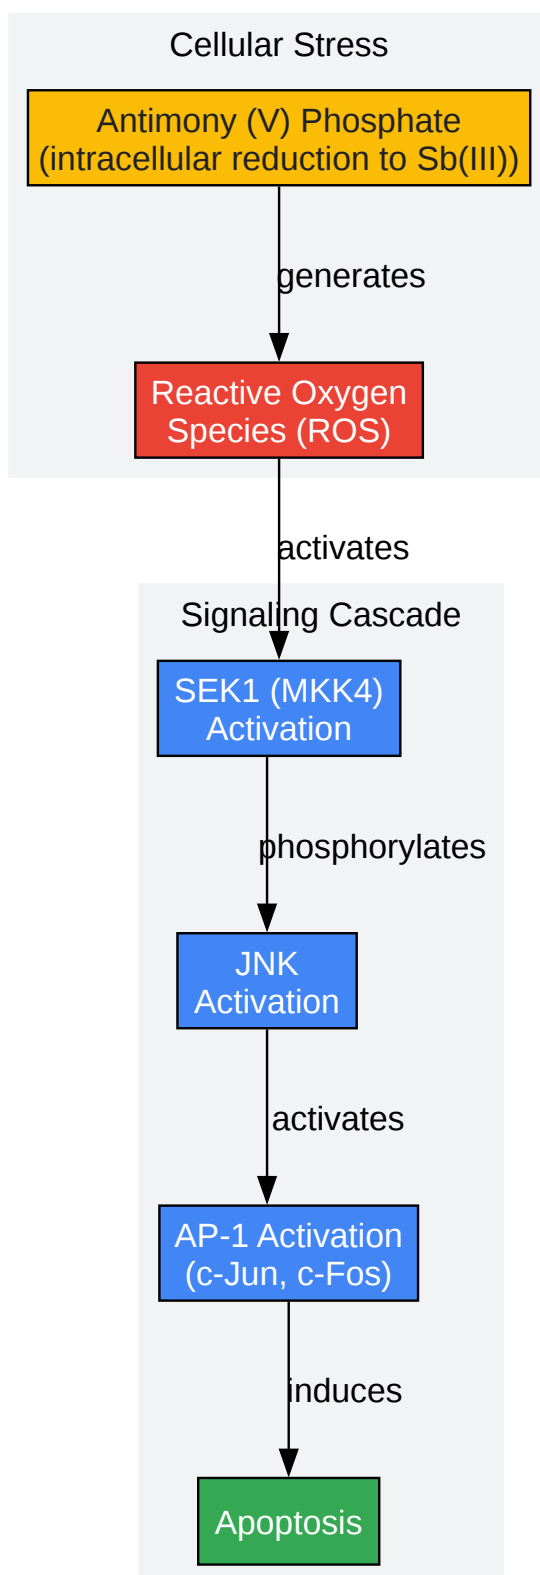 Cellular Stress
Antimony (V) Phosphate
(intracellular reduction to Sb(III))
generates
Reactive Oxygen
Species (ROS)
activates
Signaling Cascade
SEK1 (MKK4)
Activation
phosphorylates
JNK
Activation
activates
AP-1 Activation
(c-Jun, c-Fos)
induces
Apoptosis